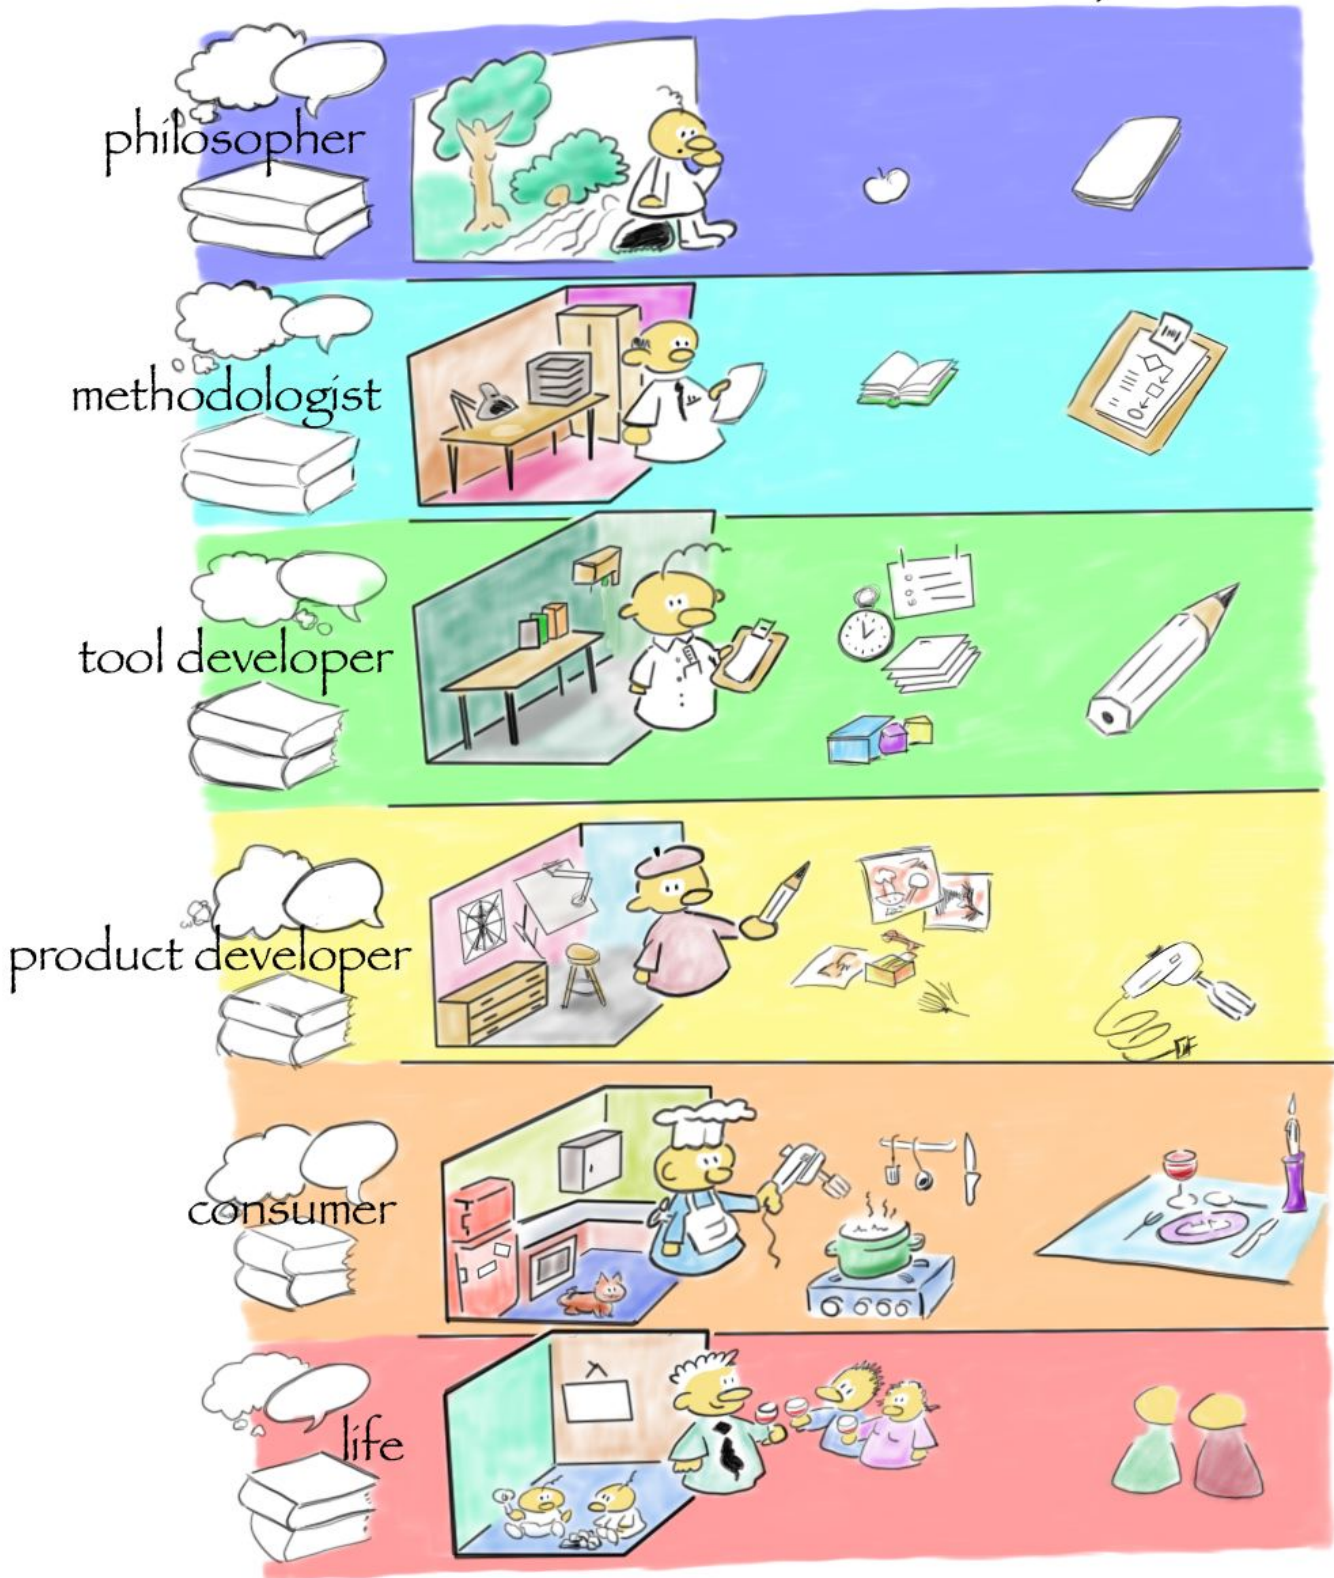 philosopher
methodologist
tool developer
product developer
consumer
life